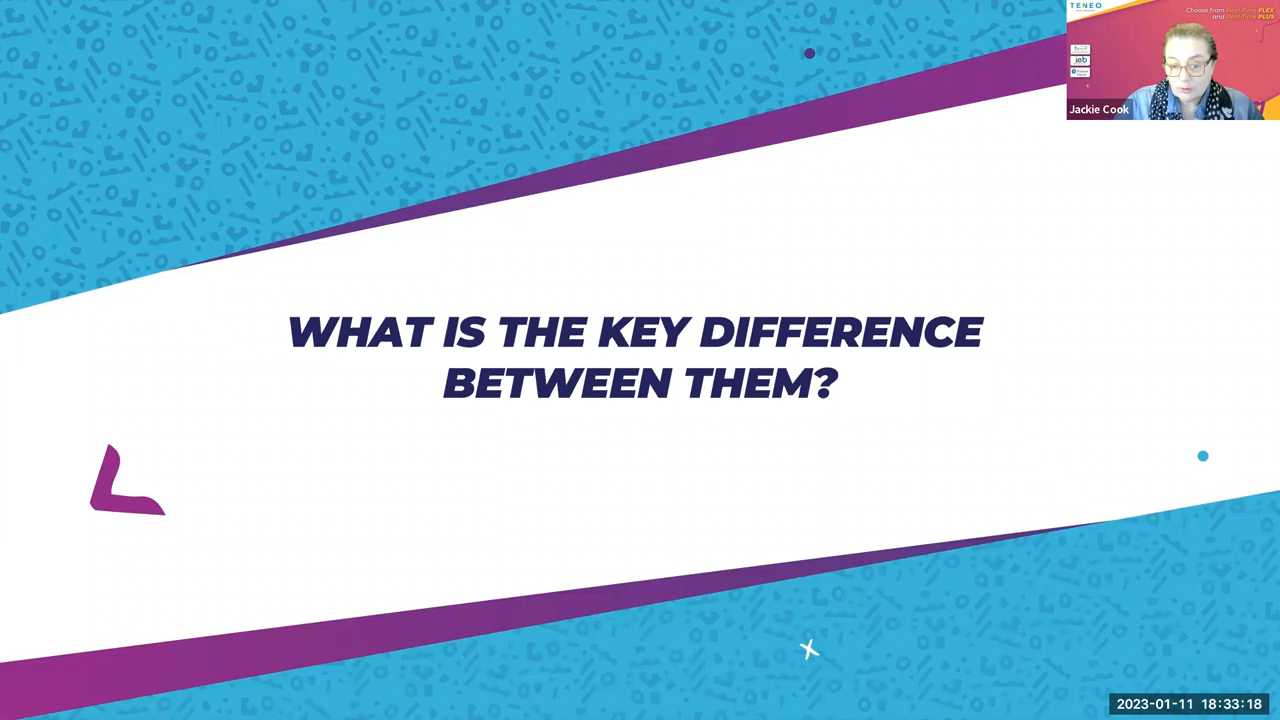 TENEO
Choose from Real-Time FLEX
and Real-Time PLUS
ieb
Jackie Cook
WHAT IS THE KEY DIFFERENCE
BETWEEN THEM?
2023-01-11 18:33:18